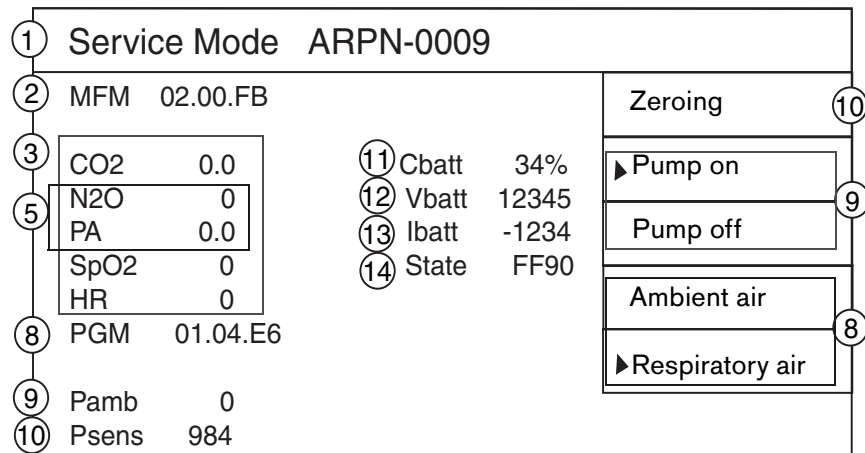 1 Service Mode ARPN-0009
2 MFM 02.00.FB
Zeroing 10
3 CO2 0.0 11 Cbatt 34% Pump on
5 N2O 0 12 Vbatt 12345 9
PA 0.0 13 Ibatt -1234 Pump off
SpO2 0 14 State FF90
HR 0 Ambient air
8 PGM 01.04.E6 8
Respiratory air
9 Pamb 0
10 Psens 984